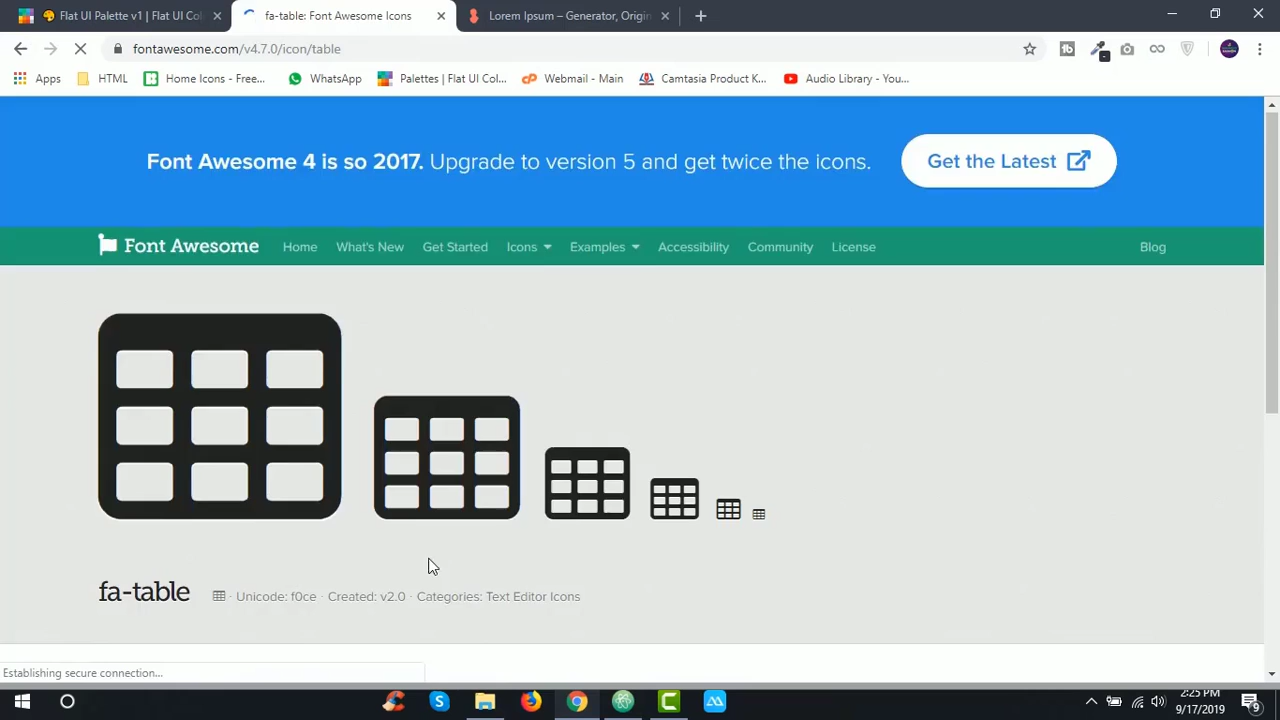 Flat UI Palette v1 | Flat UI Col
fa-table: Font Awesome Icons
Lorem Ipsum – Generator, Origin
fontawesome.com/v4.7.0/icon/table
Apps
HTML
Home Icons - Free...
WhatsApp
Palettes | Flat UI Col...
Webmail - Main
Camtasia Product K...
Audio Library - You...
Font Awesome 4 is so 2017. Upgrade to version 5 and get twice the icons.
Get the Latest
Font Awesome
Home
What's New
Get Started
Icons
Examples
Accessibility
Community
License
Blog
fa-table
· Unicode: f0ce · Created: v2.0 · Categories: Text Editor Icons
Establishing secure connection...
2:25 PM
9/17/2019
9